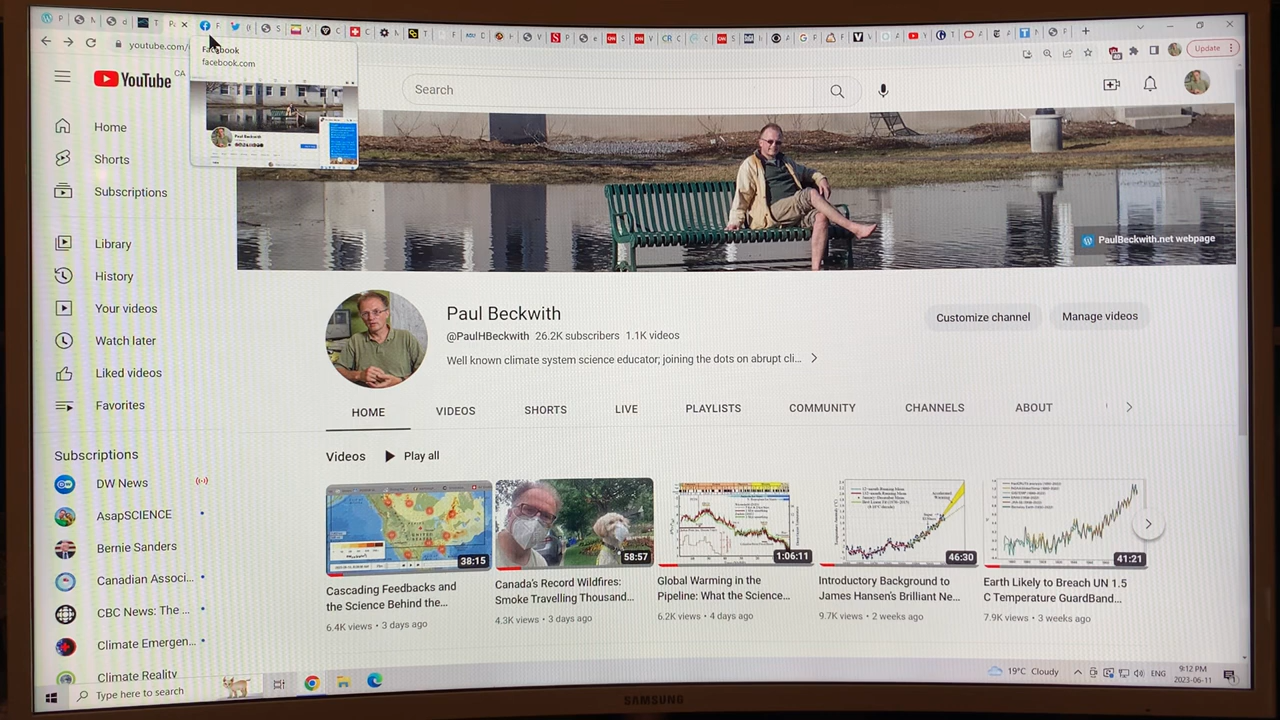 Facebook
facebook.com
youtube.com/
Update
YouTube
CA
Search
Home
Shorts
Subscriptions
Library
History
Your videos
Watch later
Liked videos
Favorites
PaulBeckwith.net webpage
Paul Beckwith
@PaulHBeckwith 26.2K subscribers 1.1K videos
Well known climate system science educator; joining the dots on abrupt cli...
Customize channel
Manage videos
HOME VIDEOS SHORTS LIVE PLAYLISTS COMMUNITY CHANNELS ABOUT
Videos Play all
Subscriptions
DW News
AsapSCIENCE
Bernie Sanders
Canadian Associ...
CBC News: The ...
Climate Emergen...
Climate Reality
38:15
Cascading Feedbacks and
the Science Behind the...
6.4K views • 3 days ago
58:57
Canada's Record Wildfires:
Smoke Travelling Thousand...
4.3K views • 3 days ago
1:06:11
Global Warming in the
Pipeline: What the Science...
6.2K views • 4 days ago
46:30
Introductory Background to
James Hansen's Brilliant Ne...
9.7K views • 2 weeks ago
41:21
Earth Likely to Breach UN 1.5
C Temperature GuardBand...
7.9K views • 3 weeks ago
Type here to search
19°C Cloudy
ENG
9:12 PM
2023-06-11
SAMSUNG